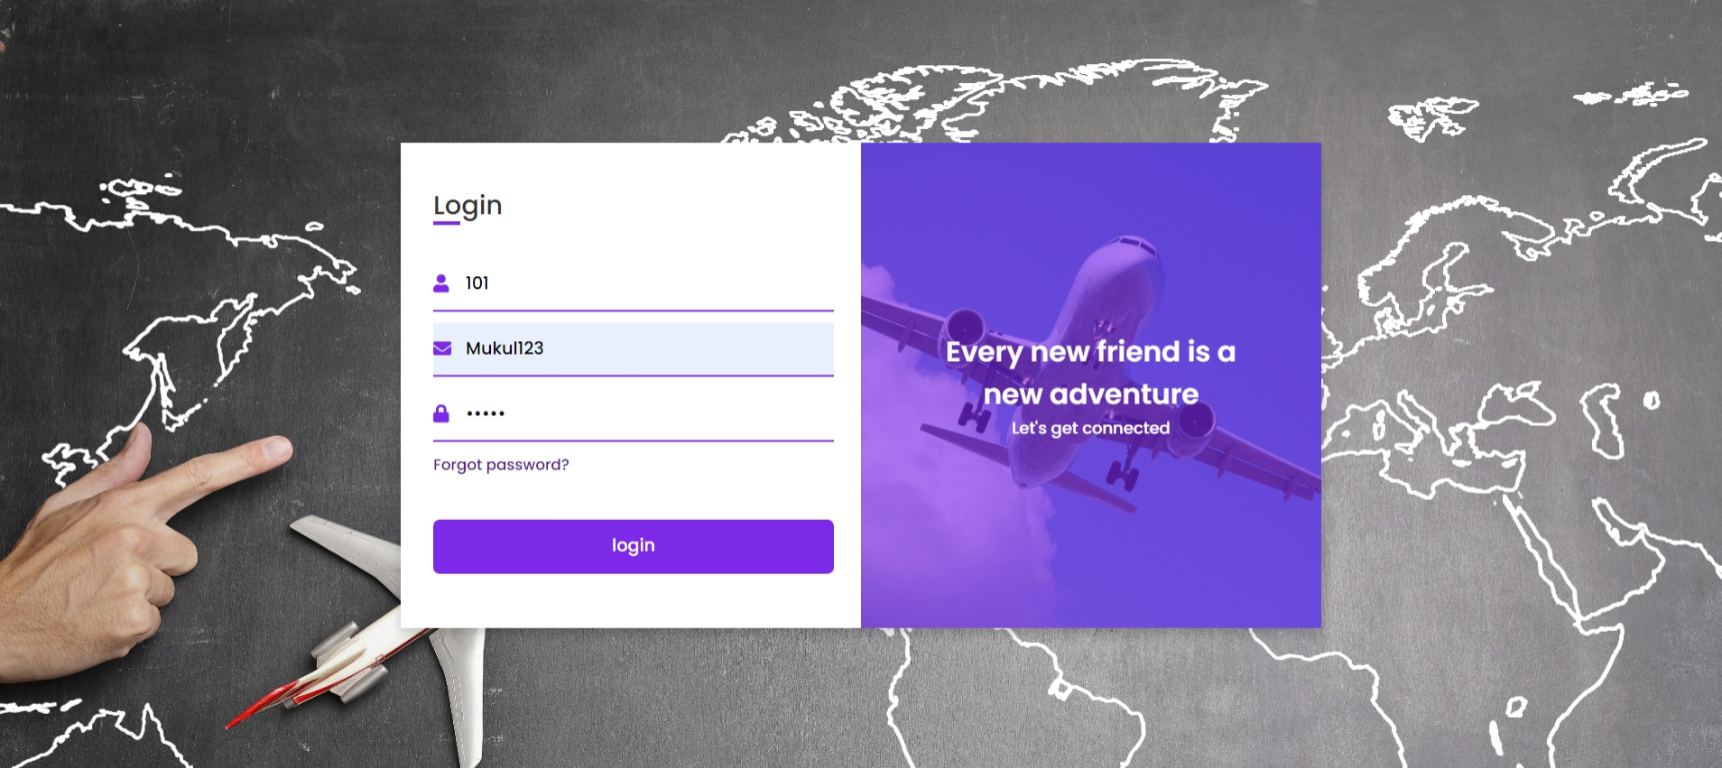 Login
101
Mukul123
•••••
Forgot password?
login
Every new friend is a
new adventure
Let's get connected